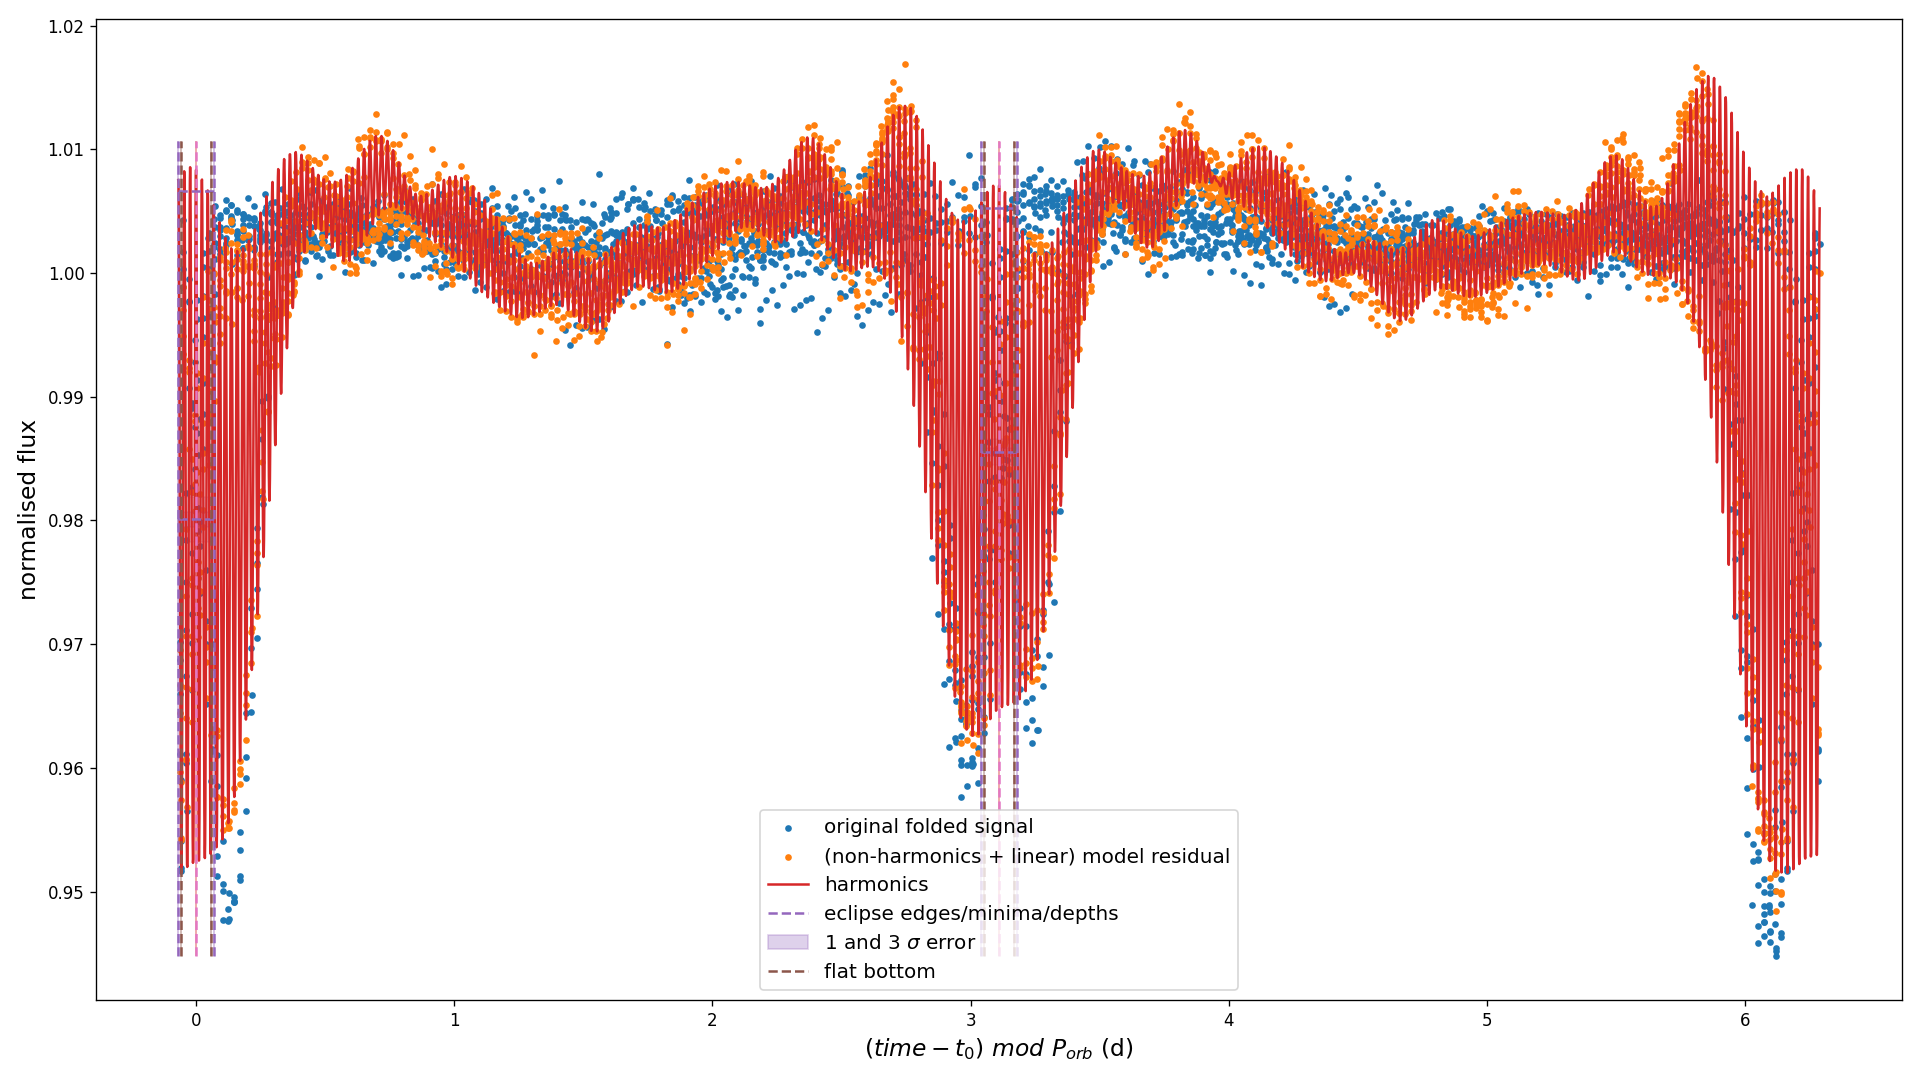 1.02
1.01
1.00
0.99
0.98
0.97
0.96
0.95
normalised flux
original folded signal
(non-harmonics + linear) model residual
harmonics
eclipse edges/minima/depths
1 and 3 σ error
flat bottom
0 1 2 3 4 5 6
(time − t₀) mod Pₒᵣb (d)